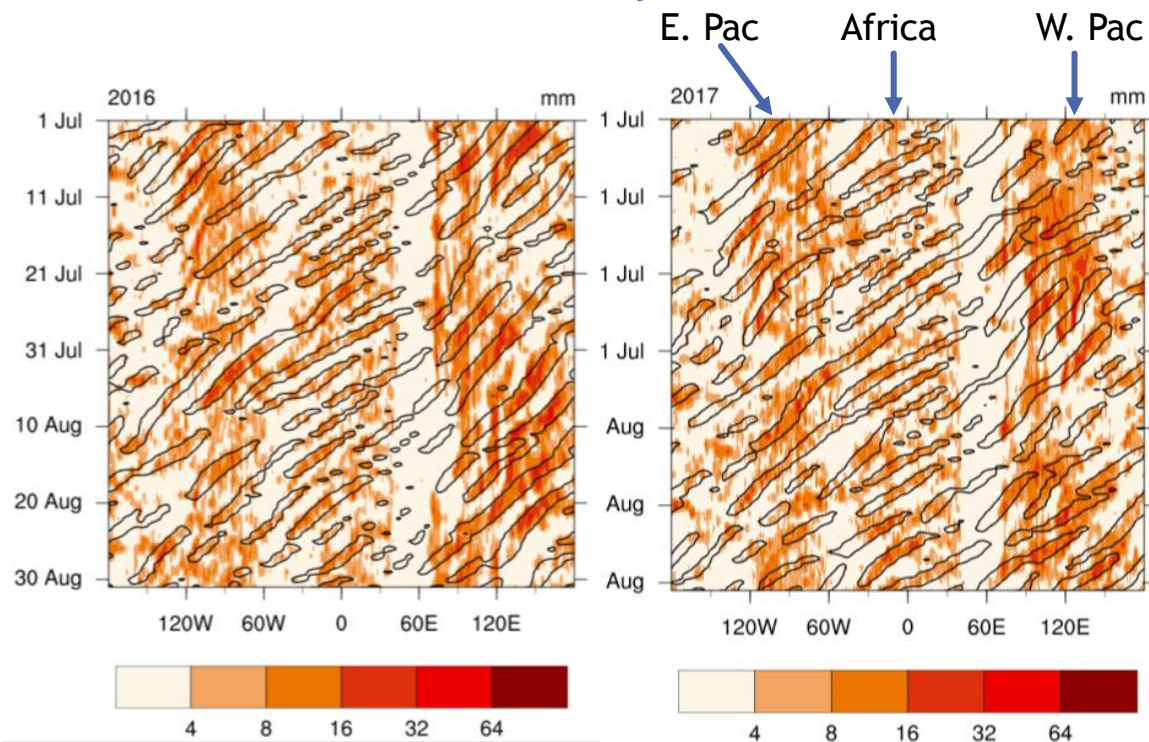 E. Pac Africa W. Pac
2016 mm
1 Jul
11 Jul
21 Jul
31 Jul
10 Aug
20 Aug
30 Aug
120W 60W 0 60E 120E
4 8 16 32 64
2017 mm
1 Jul
1 Jul
1 Jul
1 Jul
Aug
Aug
Aug
120W 60W 0 60E 120E
4 8 16 32 64